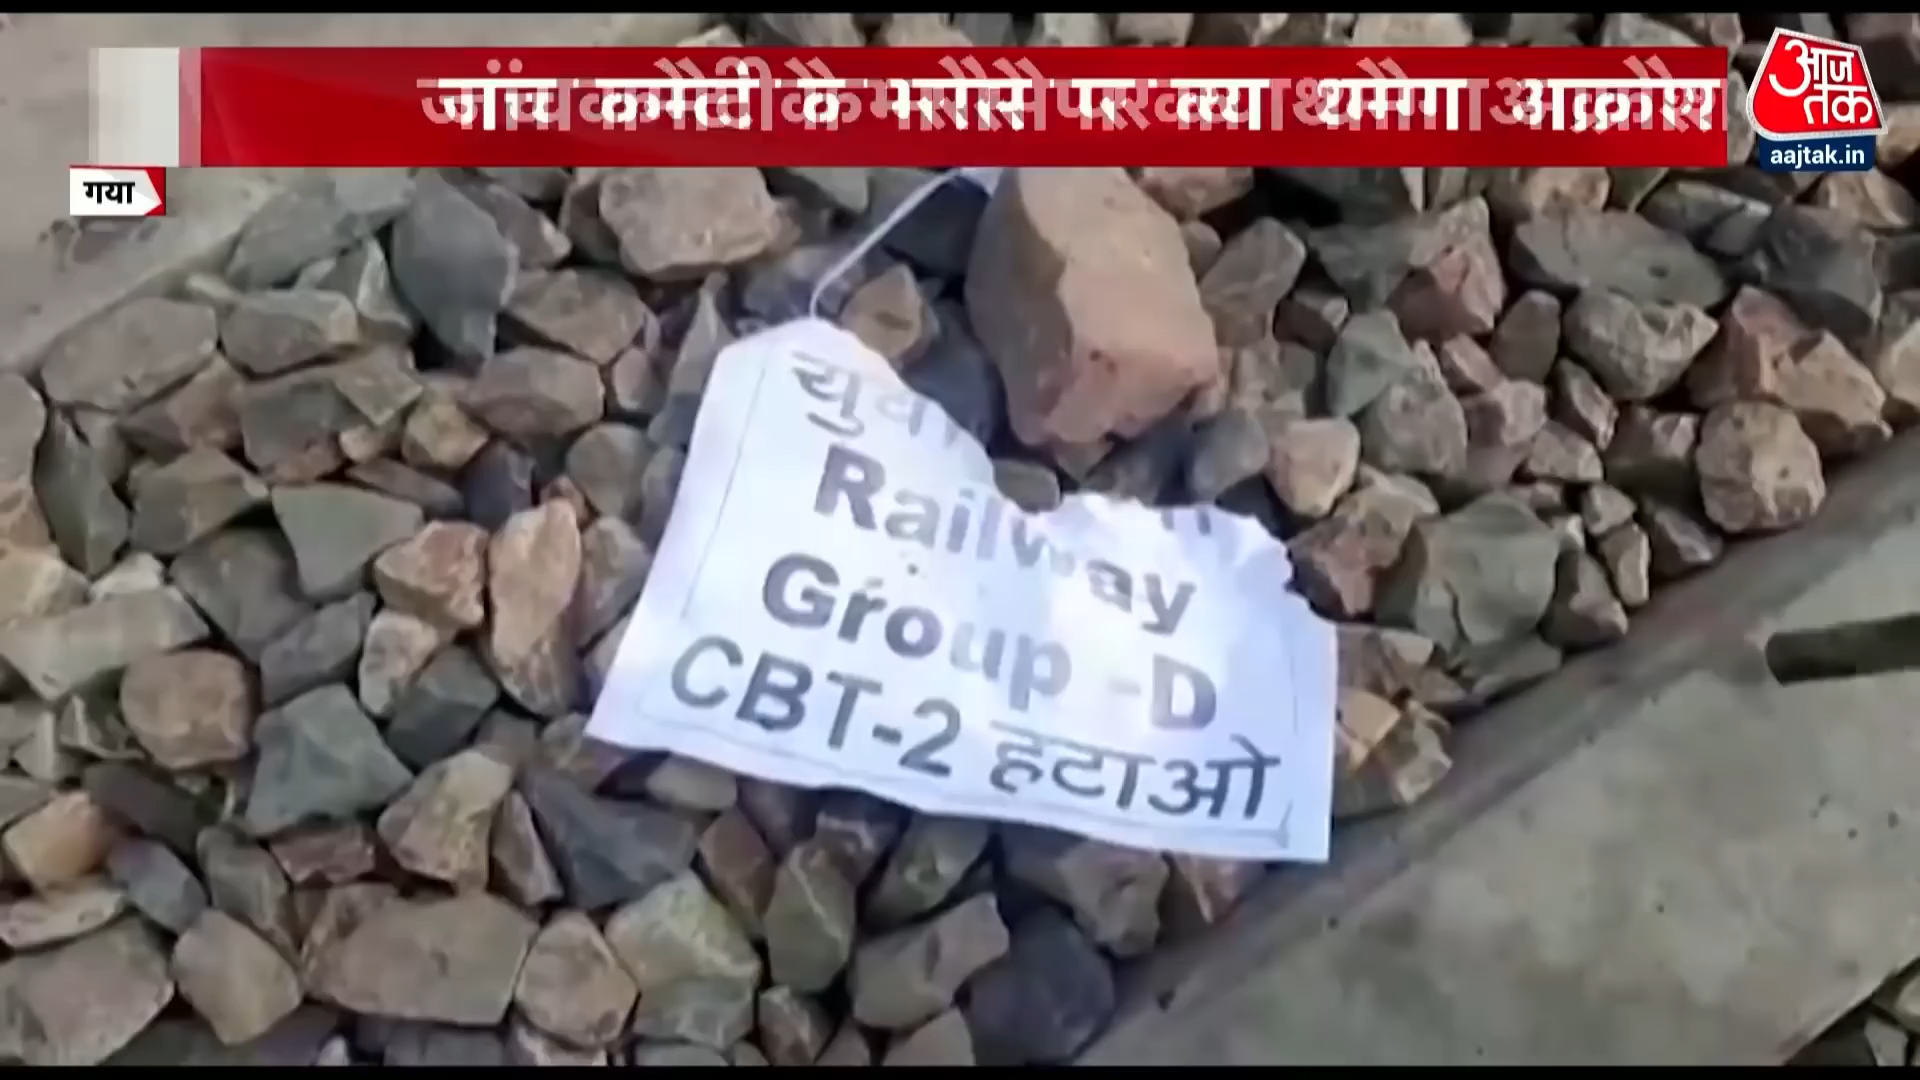 जांच कमेटी के भरोसे पर क्या थमेगा आक्रोश
आज तक
aajtak.in
गया
युवा
Railway
Group -D
CBT-2 हटाओ